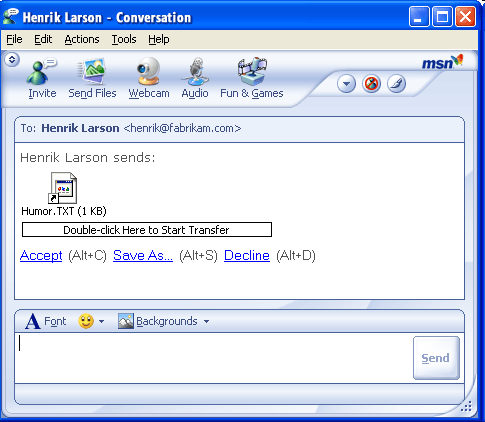 Henrik Larson - Conversation
File Edit Actions Tools Help
msn
Invite Send Files Webcam Audio Fun & Games
To: Henrik Larson <henrik@fabrikam.com>
Henrik Larson sends:
Humor.TXT (1 KB)
Double-click Here to Start Transfer
Accept (Alt+C) Save As... (Alt+S) Decline (Alt+D)
A Font Backgrounds
Send